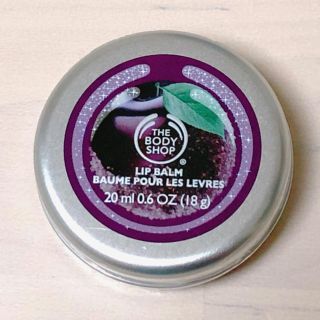 THE
BODY
SHOP
®
LIP BALM
BAUME POUR LES LEVRES
20 ml 0.6 OZ (18 g)